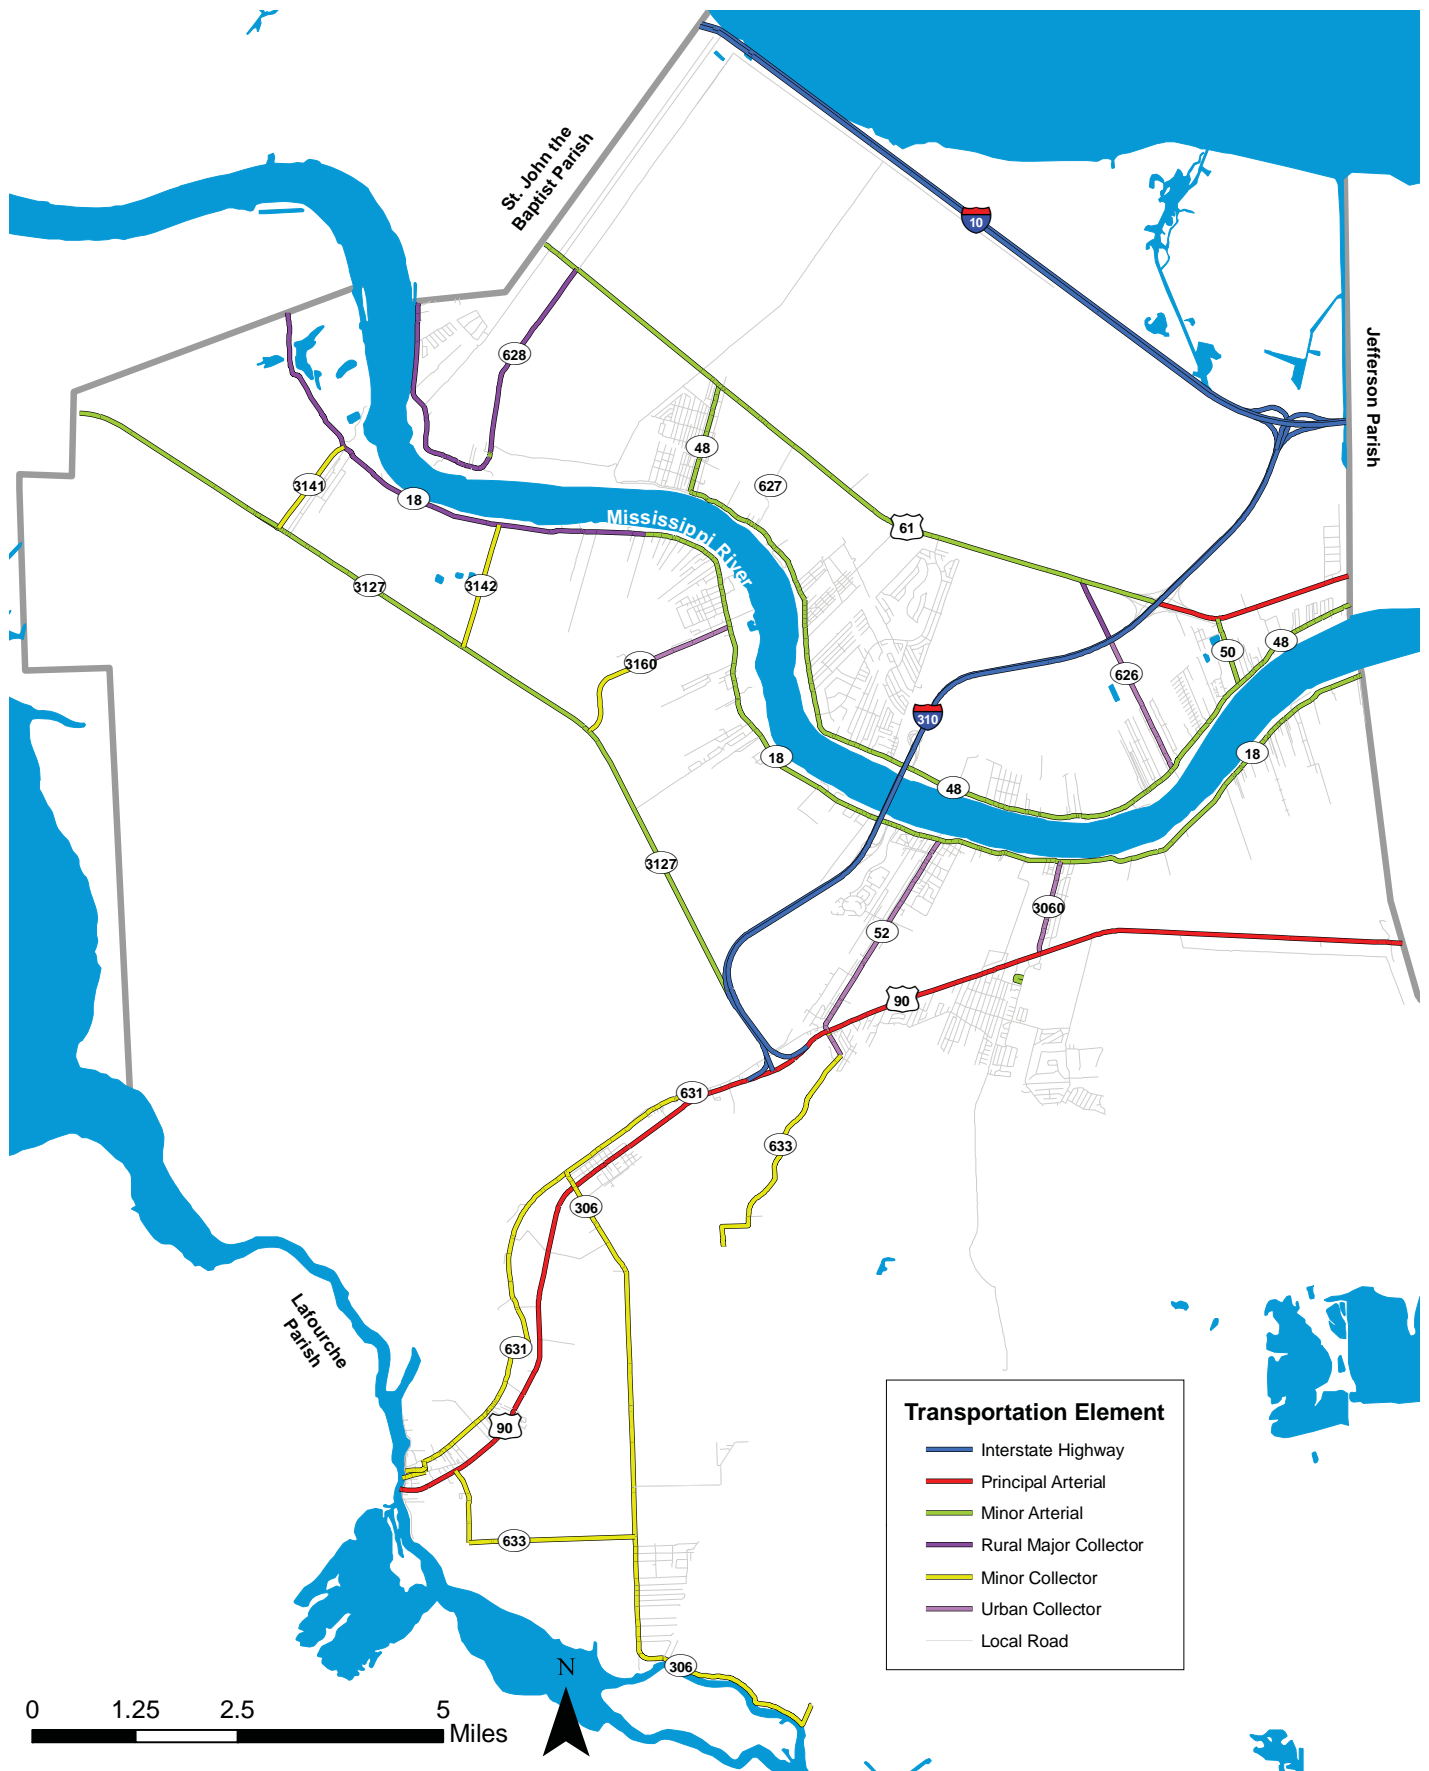 St. John the
Baptist Parish
10
Jefferson Parish
628
48
627
3141
18
Mississippi River
61
3127
3142
3160
50
48
626
310
18
48
18
3127
3060
52
90
631
633
306
Lafourche
Parish
631
90
633
306
Transportation Element
Interstate Highway
Principal Arterial
Minor Arterial
Rural Major Collector
Minor Collector
Urban Collector
Local Road
N
0 1.25 2.5 5
Miles